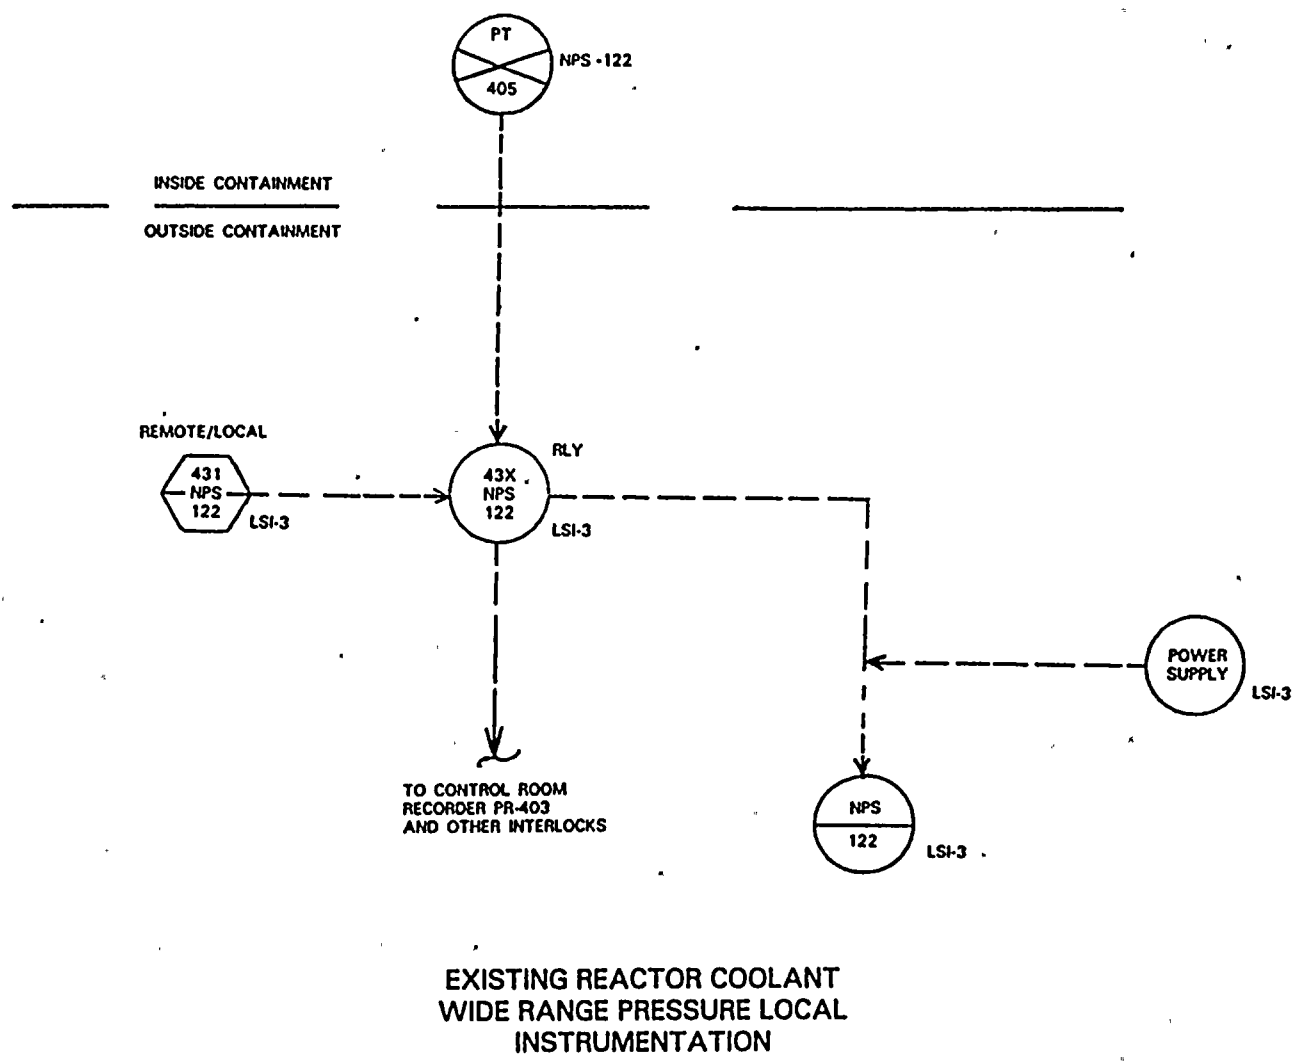 PT
405
NPS -122
INSIDE CONTAINMENT
OUTSIDE CONTAINMENT
REMOTE/LOCAL
431
NPS
122
LSI-3
RLY
43X
NPS
122
LSI-3
POWER
SUPPLY
LSI-3
TO CONTROL ROOM
RECORDER PR-403
AND OTHER INTERLOCKS
NPS
122
LSI-3
EXISTING REACTOR COOLANT
WIDE RANGE PRESSURE LOCAL
INSTRUMENTATION